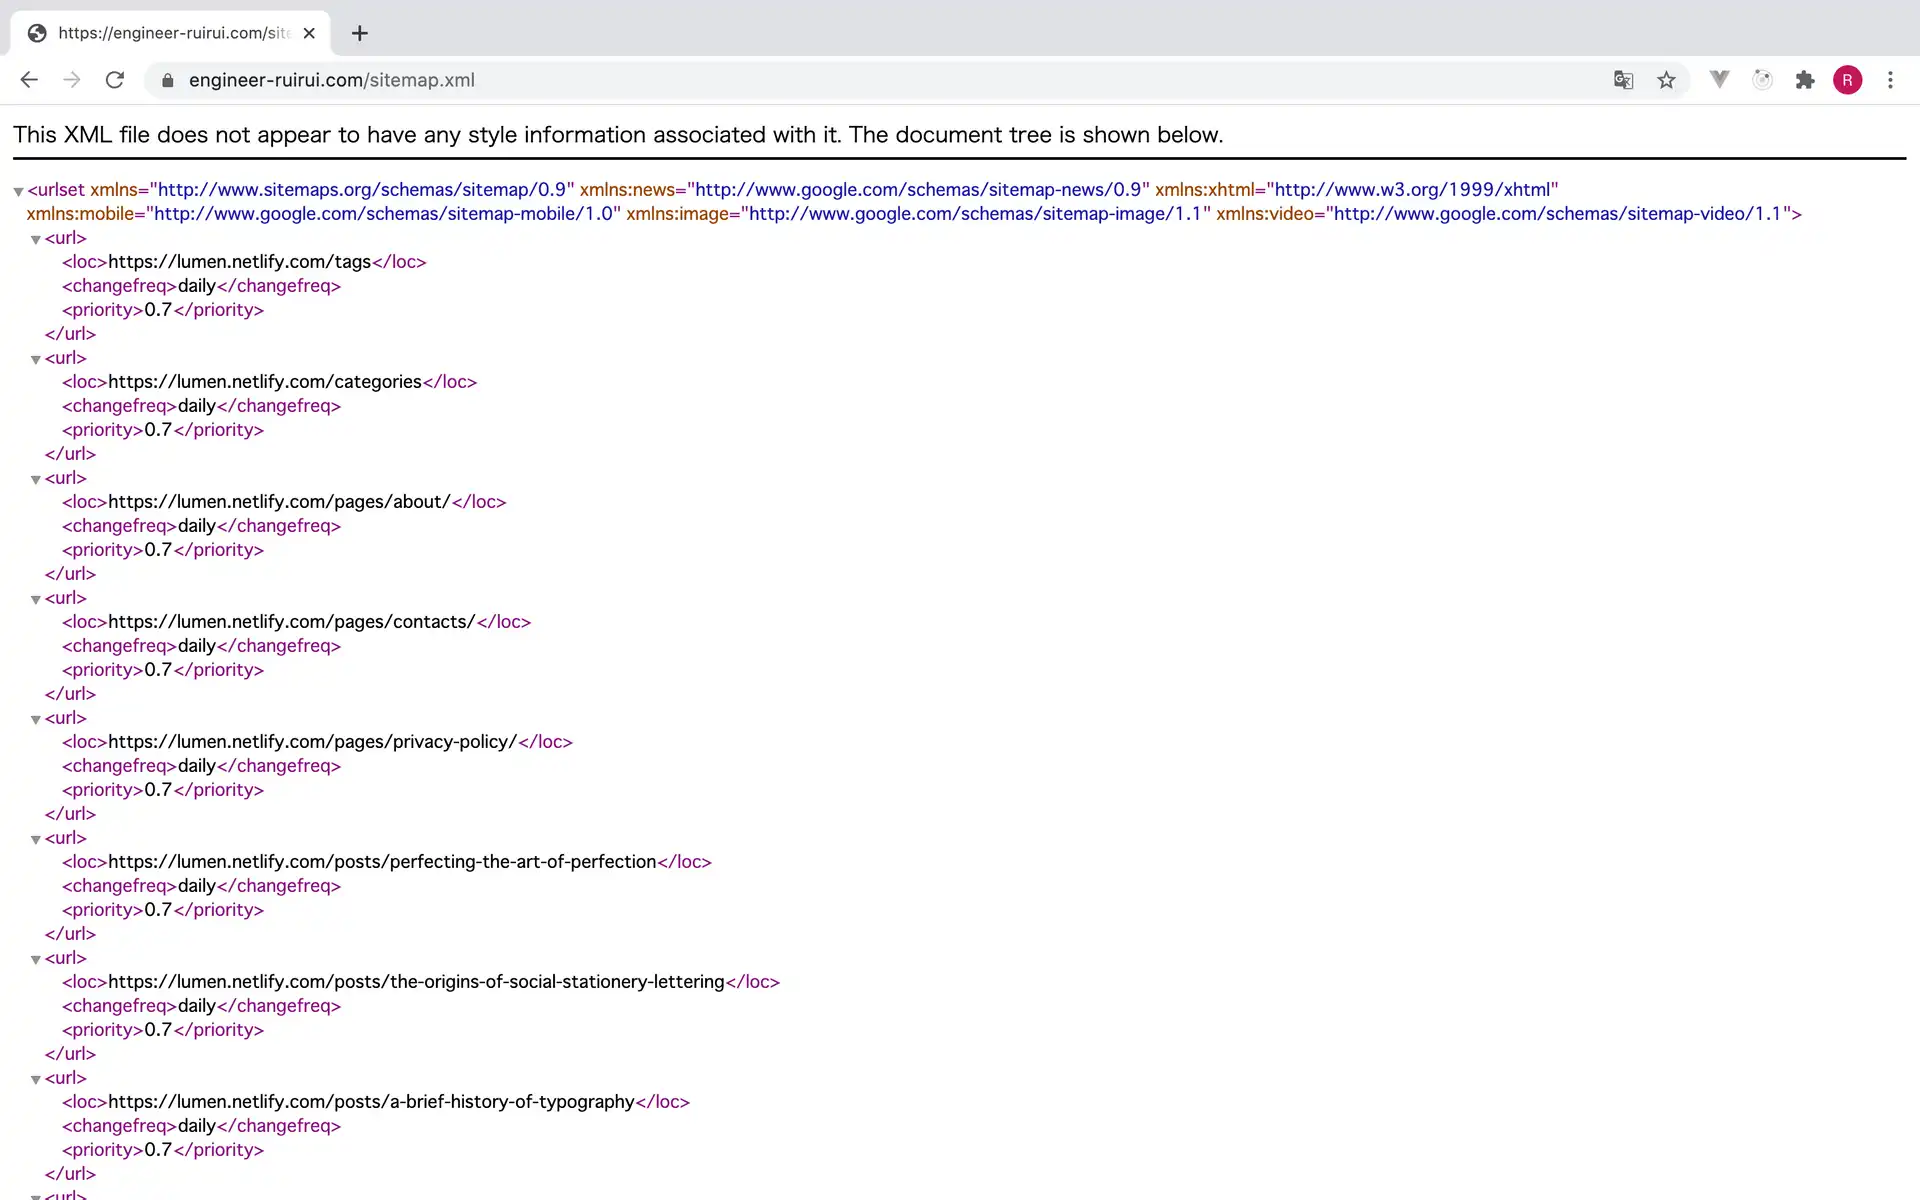 https://engineer-ruirui.com/site
engineer-ruirui.com/sitemap.xml
R
This XML file does not appear to have any style information associated with it. The document tree is shown below.
<urlset xmlns="http://www.sitemaps.org/schemas/sitemap/0.9" xmlns:news="http://www.google.com/schemas/sitemap-news/0.9" xmlns:xhtml="http://www.w3.org/1999/xhtml"
xmlns:mobile="http://www.google.com/schemas/sitemap-mobile/1.0" xmlns:image="http://www.google.com/schemas/sitemap-image/1.1" xmlns:video="http://www.google.com/schemas/sitemap-video/1.1">
<url>
<loc>https://lumen.netlify.com/tags</loc>
<changefreq>daily</changefreq>
<priority>0.7</priority>
</url>
<url>
<loc>https://lumen.netlify.com/categories</loc>
<changefreq>daily</changefreq>
<priority>0.7</priority>
</url>
<url>
<loc>https://lumen.netlify.com/pages/about/</loc>
<changefreq>daily</changefreq>
<priority>0.7</priority>
</url>
<url>
<loc>https://lumen.netlify.com/pages/contacts/</loc>
<changefreq>daily</changefreq>
<priority>0.7</priority>
</url>
<url>
<loc>https://lumen.netlify.com/pages/privacy-policy/</loc>
<changefreq>daily</changefreq>
<priority>0.7</priority>
</url>
<url>
<loc>https://lumen.netlify.com/posts/perfecting-the-art-of-perfection</loc>
<changefreq>daily</changefreq>
<priority>0.7</priority>
</url>
<url>
<loc>https://lumen.netlify.com/posts/the-origins-of-social-stationery-lettering</loc>
<changefreq>daily</changefreq>
<priority>0.7</priority>
</url>
<url>
<loc>https://lumen.netlify.com/posts/a-brief-history-of-typography</loc>
<changefreq>daily</changefreq>
<priority>0.7</priority>
</url>
<url>